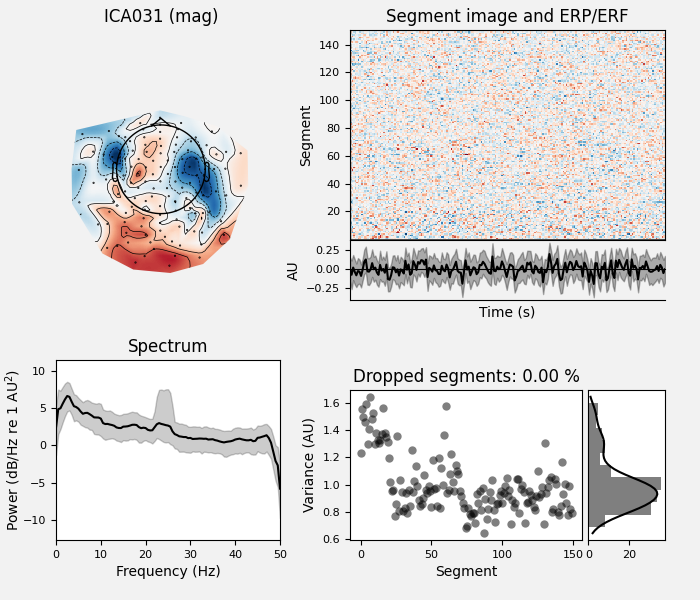 ICA031 (mag)
Segment image and ERP/ERF
Segment
140
120
100
80
60
40
20
AU
0.25
0.00
−0.25
Time (s)
Spectrum
Power (dB/Hz re 1 AU²)
10
5
0
−5
−10
0 10 20 30 40 50
Frequency (Hz)
Dropped segments: 0.00 %
Variance (AU)
1.6
1.4
1.2
1.0
0.8
0.6
0 50 100 150
Segment
0 20